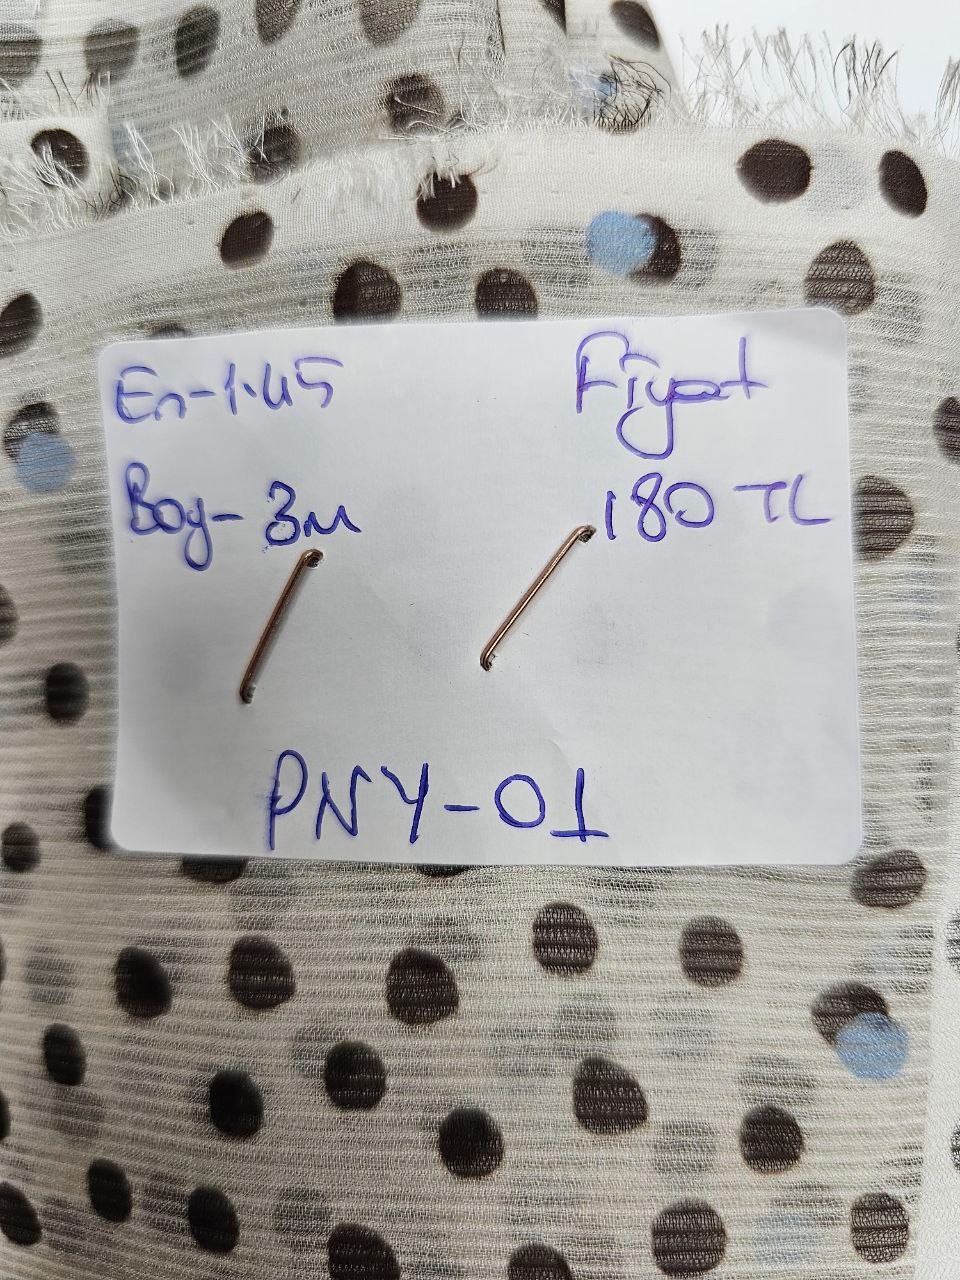 En-1.45
Boy-3M
Fiyat
180 TL
PNY-01